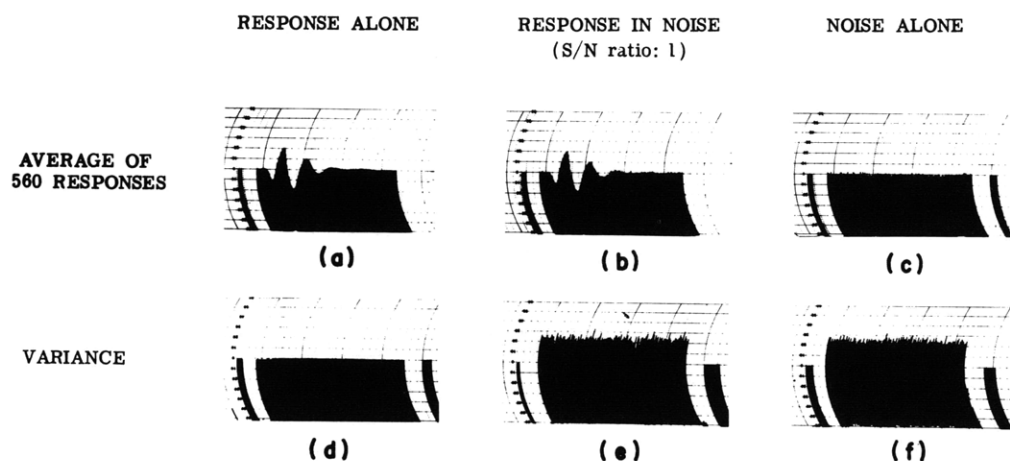 RESPONSE ALONE
RESPONSE IN NOISE
(S/N ratio: 1)
NOISE ALONE
AVERAGE OF
560 RESPONSES
(a)
(b)
(c)
VARIANCE
(d)
(e)
(f)